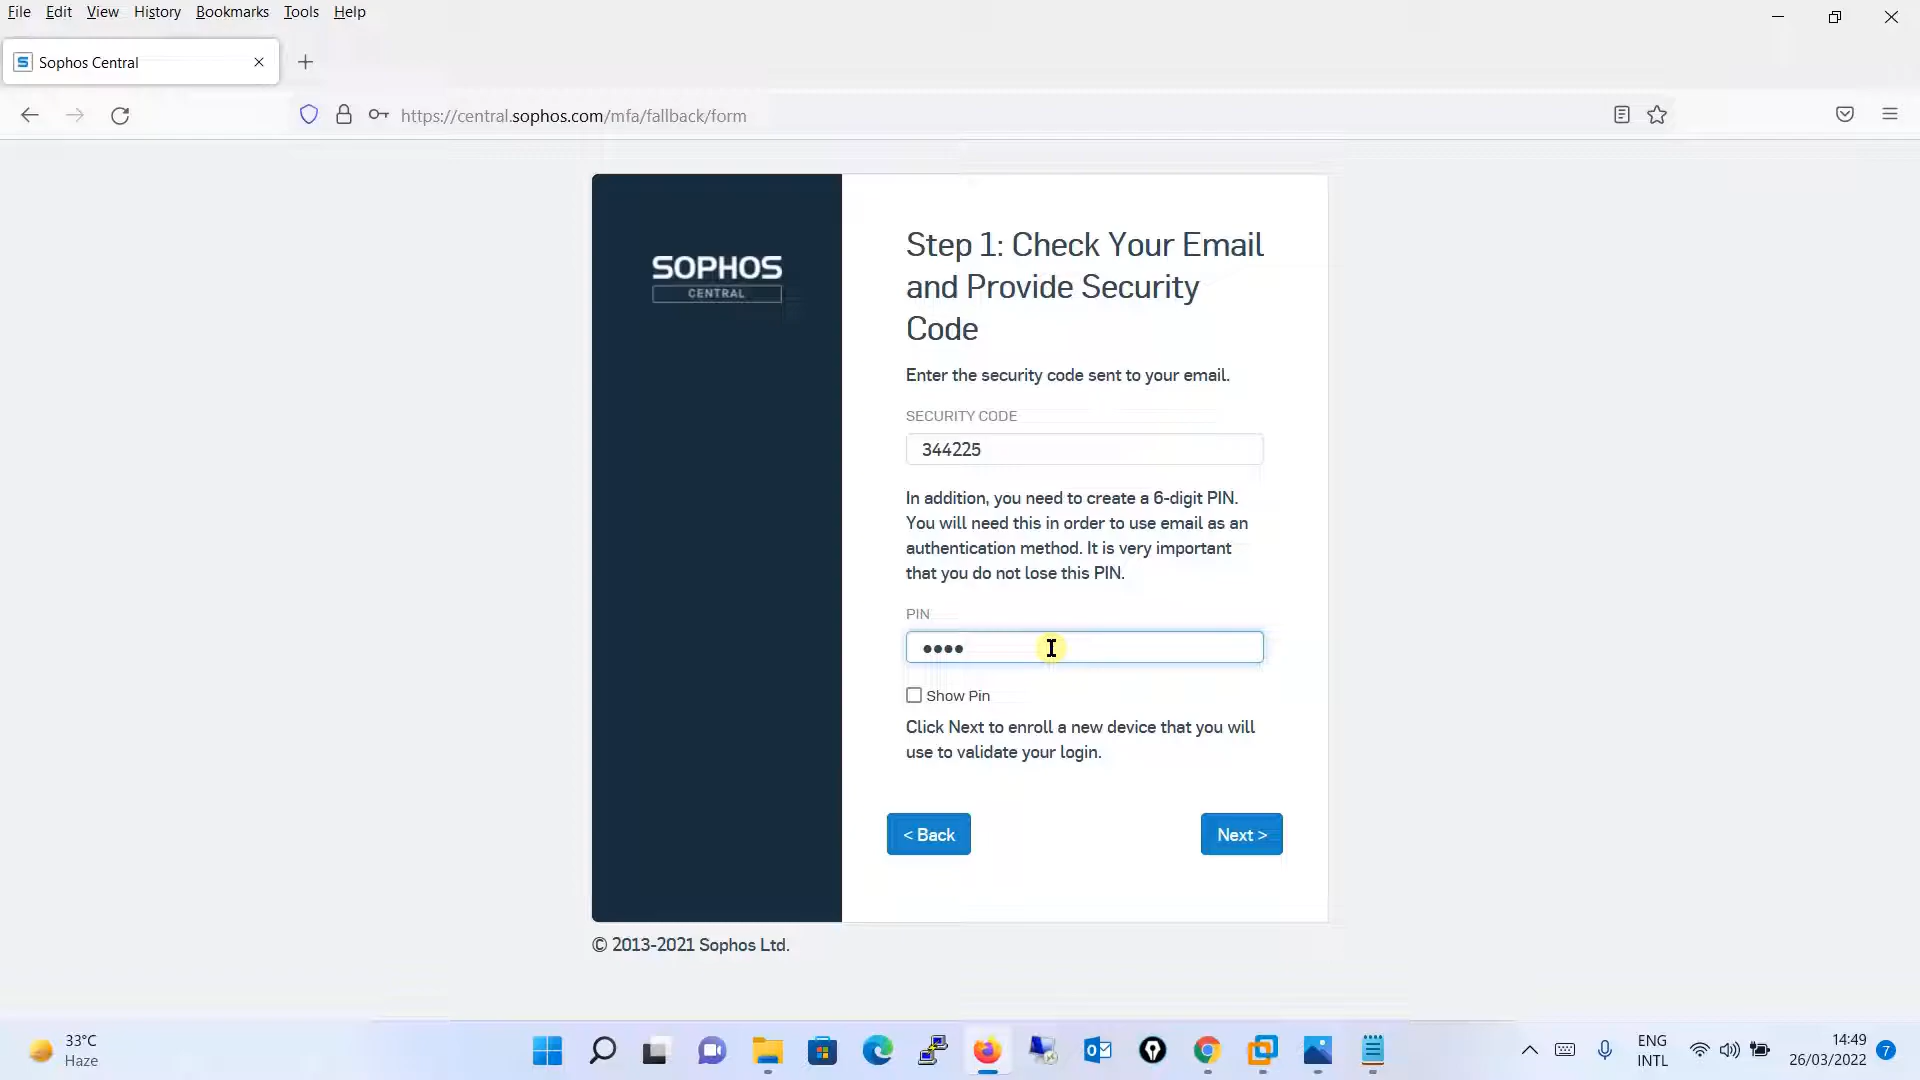 File Edit View History Bookmarks Tools Help
Sophos Central
https://central.sophos.com/mfa/fallback/form
SOPHOS
CENTRAL
Step 1: Check Your Email
and Provide Security
Code
Enter the security code sent to your email.
SECURITY CODE
344225
In addition, you need to create a 6-digit PIN.
You will need this in order to use email as an
authentication method. It is very important
that you do not lose this PIN.
PIN
••••
Show Pin
Click Next to enroll a new device that you will
use to validate your login.
< Back Next >
© 2013-2021 Sophos Ltd.
33°C
Haze
ENG
INTL
14:49
26/03/2022
7